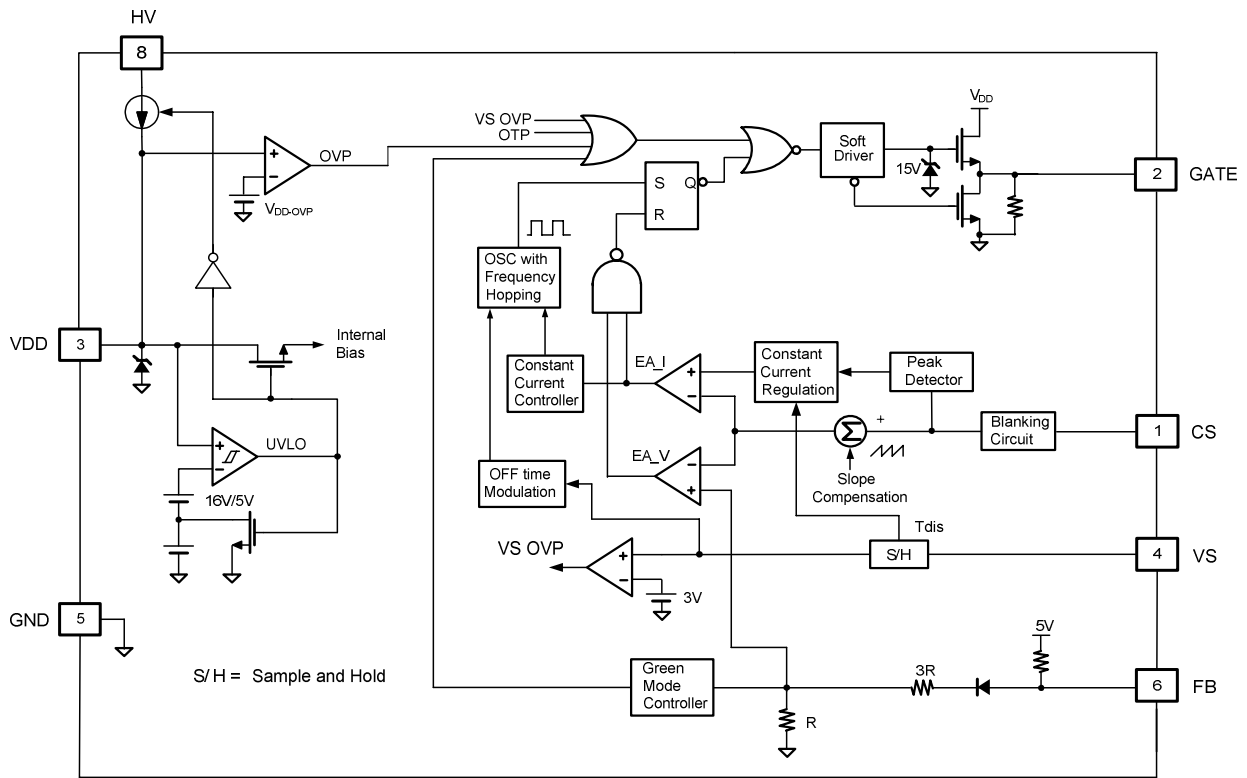 HV
8
VDD
VS OVP
OTP
OVP
VDD-OVP
S
Q
R
Soft
Driver
15V
2
GATE
OSC with
Frequency
Hopping
VDD
3
Internal
Bias
EA_I
Constant
Current
Controller
Constant
Current
Regulation
Peak
Detector
Blanking
Circuit
1
CS
+
-
+
-
Σ
+
Slope
Compensation
UVLO
+
-
16V/5V
EA_V
-
+
OFF time
Modulation
Tdis
S/H
4
VS
VS OVP
+
-
3V
GND
5
S/H = Sample and Hold
Green
Mode
Controller
3R
R
5V
6
FB